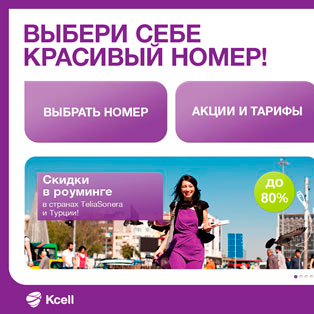 ВЫБЕРИ СЕБЕ
КРАСИВЫЙ НОМЕР!
ВЫБРАТЬ НОМЕР
АКЦИИ И ТАРИФЫ
Скидки
в роуминге
в странах TeliaSonera
и Турции!
ДО
80%
Kcell